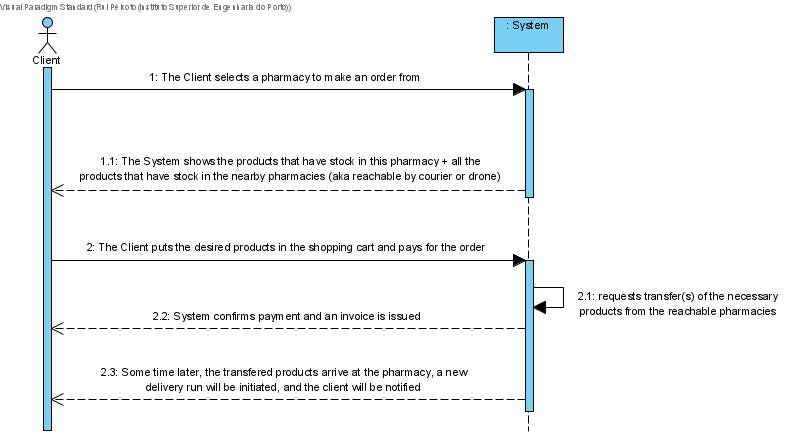 Visual Paradigm Standard (Rui Peixoto (Instituto Superior de Engenharia do Porto))
: System
Client
1: The Client selects a pharmacy to make an order from
1.1: The System shows the products that have stock in this pharmacy + all the
products that have stock in the nearby pharmacies (aka reachable by courier or drone)
2: The Client puts the desired products in the shopping cart and pays for the order
2.1: requests transfer(s) of the necessary
products from the reachable pharmacies
2.2: System confirms payment and an invoice is issued
2.3: Some time later, the transfered products arrive at the pharmacy, a new
delivery run will be initiated, and the client will be notified